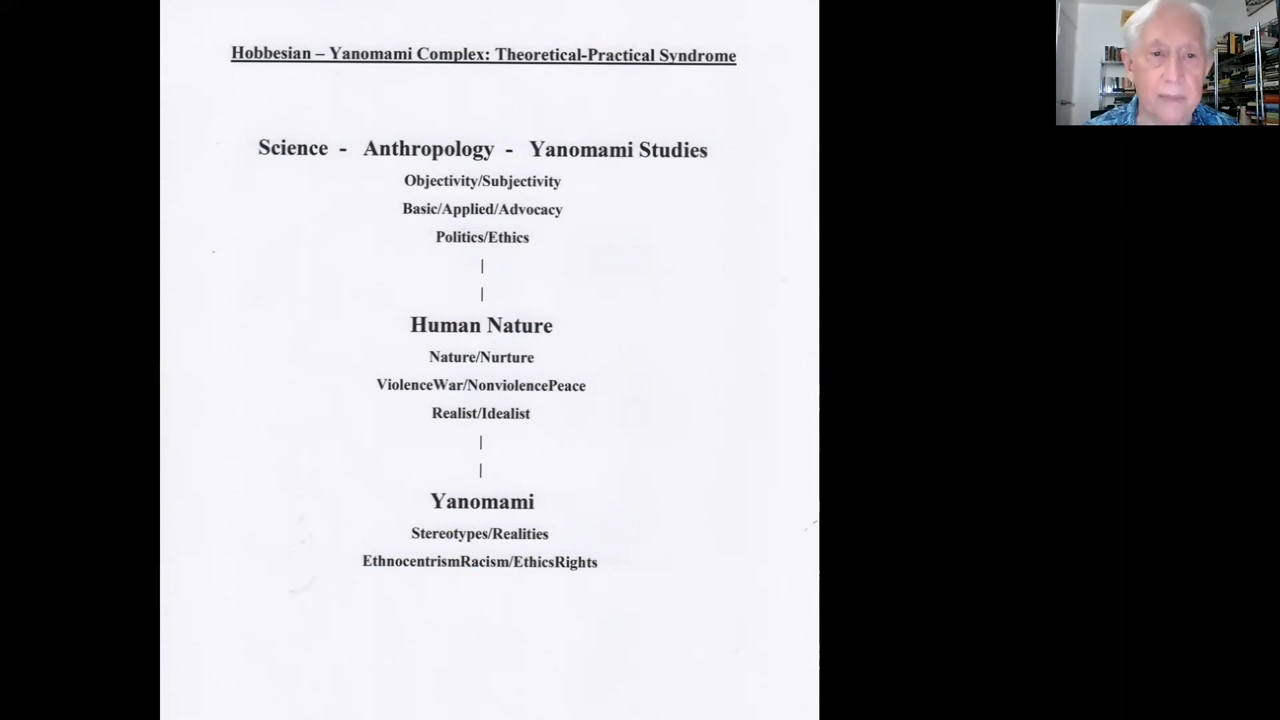 Hobbesian – Yanomami Complex: Theoretical-Practical Syndrome
Science - Anthropology - Yanomami Studies
Objectivity/Subjectivity
Basic/Applied/Advocacy
Politics/Ethics
|
|
Human Nature
Nature/Nurture
ViolenceWar/NonviolencePeace
Realist/Idealist
|
|
Yanomami
Stereotypes/Realities
EthnocentrismRacism/EthicsRights